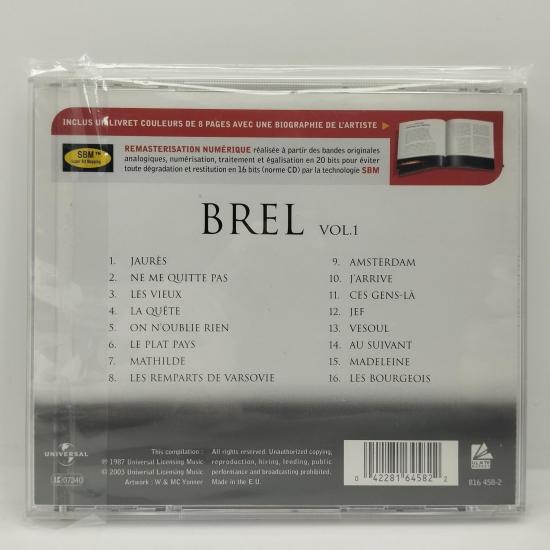 INCLUS UN LIVRET COULEURS DE 8 PAGES AVEC UNE BIOGRAPHIE DE L'ARTISTE
SBM™
Super Bit Mapping
REMASTERISATION NUMÉRIQUE réalisée à partir des bandes originales
analogiques, numérisation, traitement et égalisation en 20 bits pour éviter
toute dégradation et restitution en 16 bits (norme CD) par la technologie SBM
BREL VOL.1
1. JAURÈS
2. NE ME QUITTE PAS
3. LES VIEUX
4. LA QUÊTE
5. ON N'OUBLIE RIEN
6. LE PLAT PAYS
7. MATHILDE
8. LES REMPARTS DE VARSOVIE
9. AMSTERDAM
10. J'ARRIVE
11. CES GENS-LÀ
12. JEF
13. VESOUL
14. AU SUIVANT
15. MADELEINE
16. LES BOURGEOIS
UNIVERSAL
This compilation :
℗ 1987 Universal Licensing Music
© 2003 Universal Licensing Music
Artwork : W & MC Vonner
All rights reserved. Unauthorized copying,
reproduction, hiring, lending, public
performance and broadcasting prohibited.
Made in the E.U.
0 42281 64582 2
816 458-2